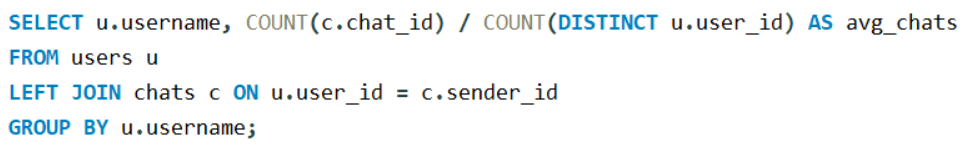 SELECT u.username, COUNT(c.chat_id) / COUNT(DISTINCT u.user_id) AS avg_chats
FROM users u
LEFT JOIN chats c ON u.user_id = c.sender_id
GROUP BY u.username;